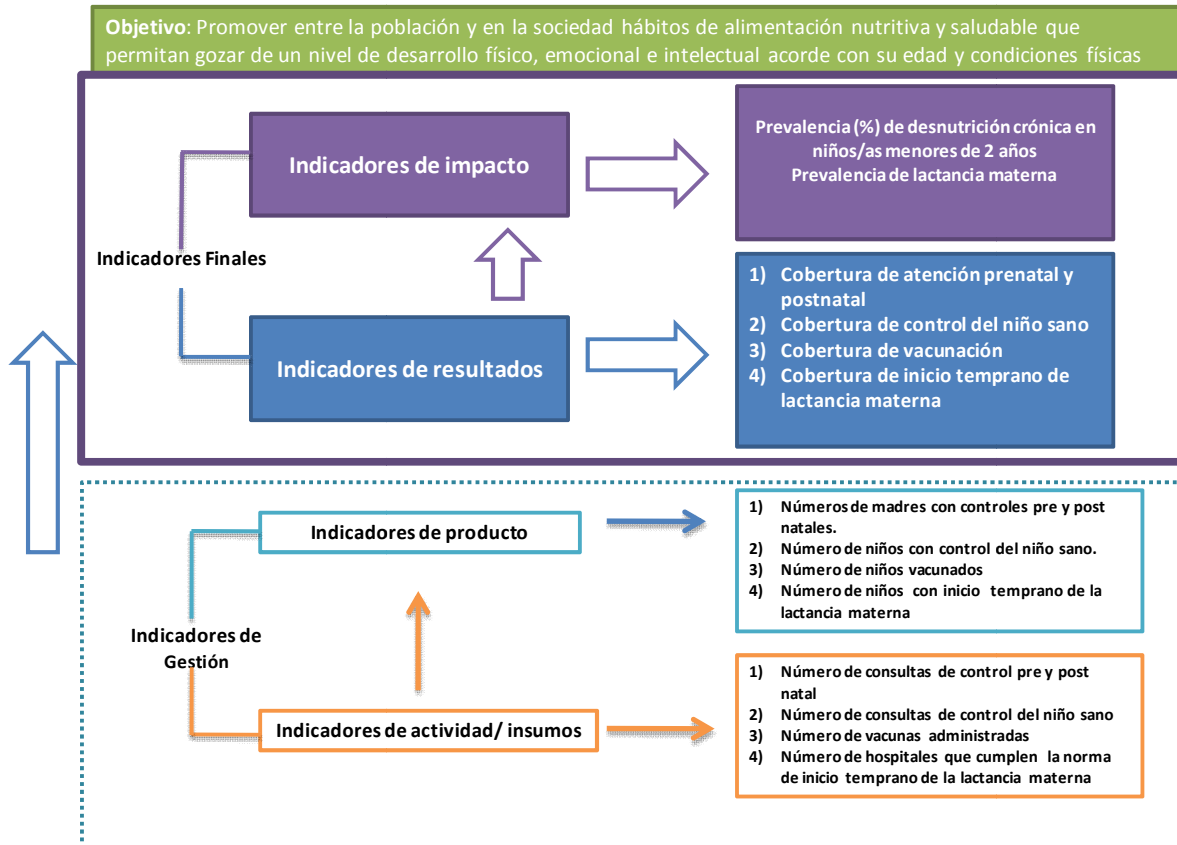 Objetivo: Promover entre la población y en la sociedad hábitos de alimentación nutritiva y saludable que
permitan gozar de un nivel de desarrollo físico, emocional e intelectual acorde con su edad y condiciones físicas
Indicadores de impacto
Prevalencia (%) de desnutrición crónica en
niños/as menores de 2 años
Prevalencia de lactancia materna
Indicadores Finales
Indicadores de resultados
1) Cobertura de atención prenatal y
postnatal
2) Cobertura de control del niño sano
3) Cobertura de vacunación
4) Cobertura de inicio temprano de
lactancia materna
Indicadores de producto
1) Números de madres con controles pre y post
natales.
2) Número de niños con control del niño sano.
3) Número de niños vacunados
4) Número de niños con inicio temprano de la
lactancia materna
Indicadores de
Gestión
Indicadores de actividad/ insumos
1) Número de consultas de control pre y post
natal
2) Número de consultas de control del niño sano
3) Número de vacunas administradas
4) Número de hospitales que cumplen la norma
de inicio temprano de la lactancia materna